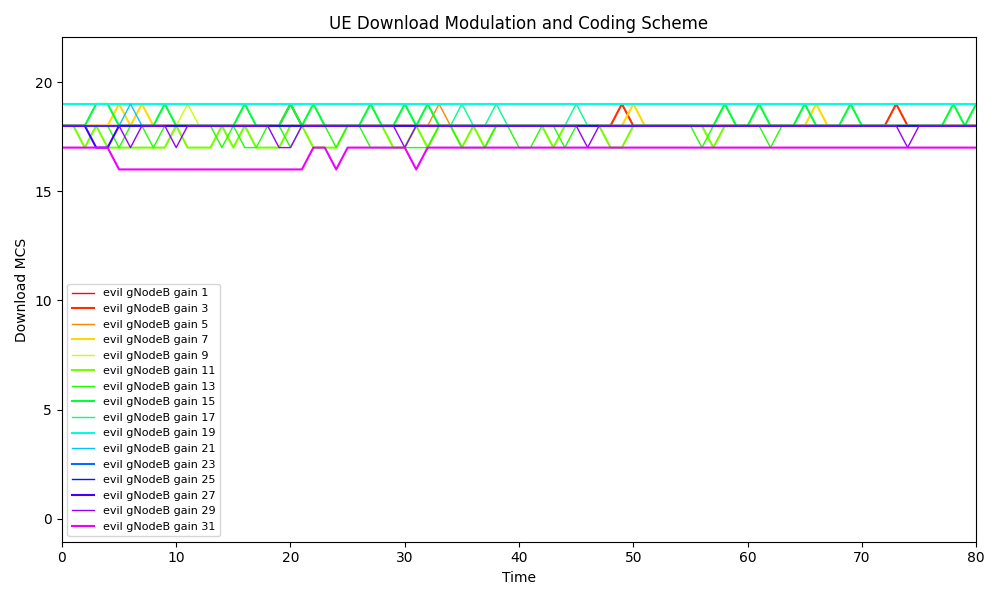 UE Download Modulation and Coding Scheme
Download MCS
20
15
10
5
0
evil gNodeB gain 1
evil gNodeB gain 3
evil gNodeB gain 5
evil gNodeB gain 7
evil gNodeB gain 9
evil gNodeB gain 11
evil gNodeB gain 13
evil gNodeB gain 15
evil gNodeB gain 17
evil gNodeB gain 19
evil gNodeB gain 21
evil gNodeB gain 23
evil gNodeB gain 25
evil gNodeB gain 27
evil gNodeB gain 29
evil gNodeB gain 31
0 10 20 30 40 50 60 70 80
Time